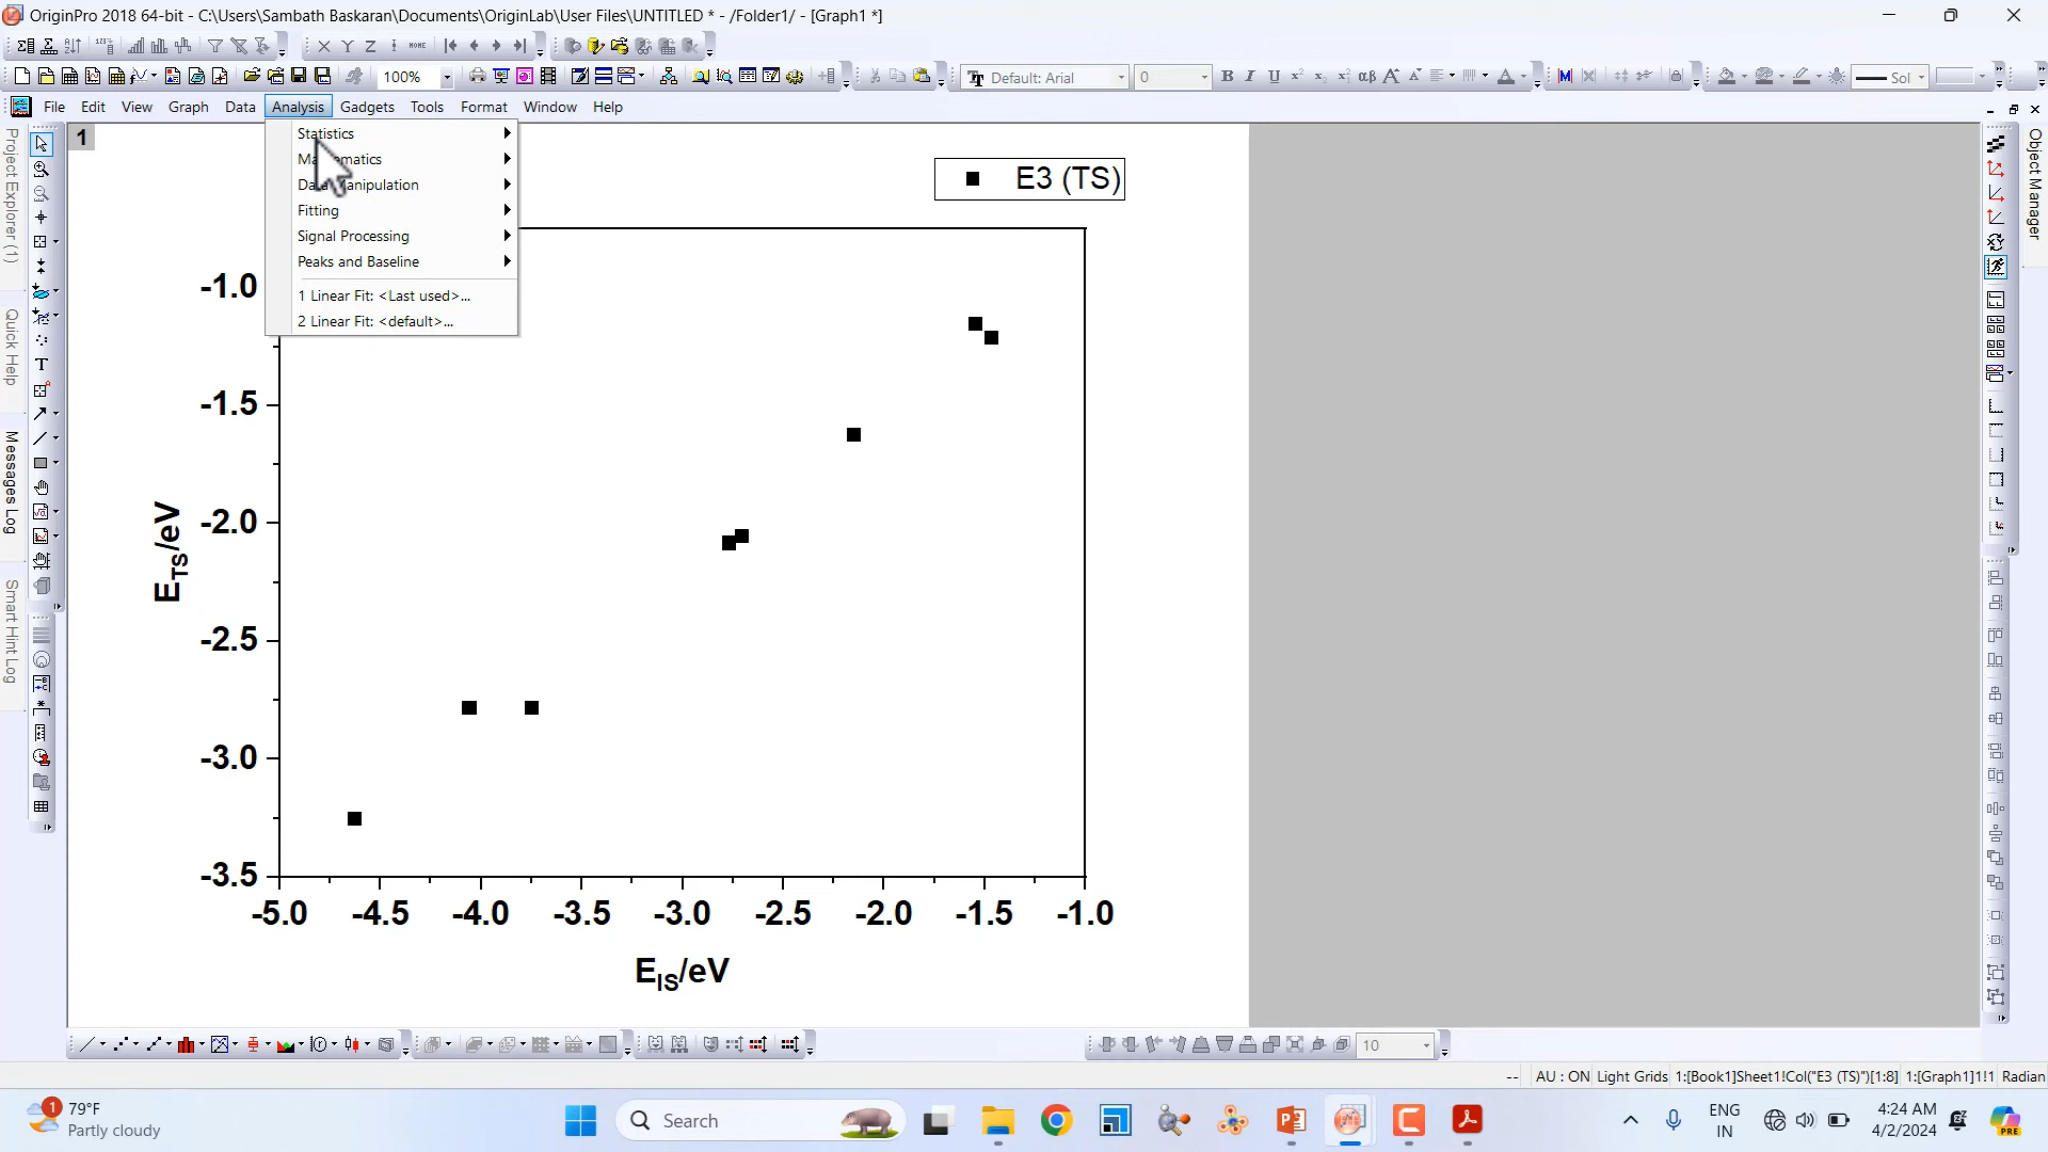 OriginPro 2018 64-bit - C:\Users\Sambath Baskaran\Documents\OriginLab\User Files\UNTITLED * - /Folder1/ - [Graph1 *]
100%
Default: Arial
0
B I U
Sol
File Edit View Graph Data Analysis Gadgets Tools Format Window Help
Project Explorer (1)
Quick Help
Messages Log
Smart Hint Log
Object Manager
1
Statistics
Mathematics
Data Manipulation
Fitting
Signal Processing
Peaks and Baseline
1 Linear Fit: <Last used>...
2 Linear Fit: <default>...
E3 (TS)
-1.0
-1.5
-2.0
-2.5
-3.0
-3.5
ETS/eV
-5.0 -4.5 -4.0 -3.5 -3.0 -2.5 -2.0 -1.5 -1.0
EIS/eV
10
-- AU : ON Light Grids 1:[Book1]Sheet1!Col("E3 (TS)")[1:8] 1:[Graph1]1!1 Radian
1
79°F
Partly cloudy
Search
ENG
IN
4:24 AM
4/2/2024
PRE